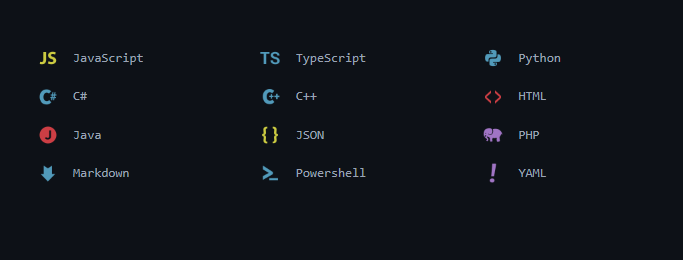 JS JavaScript TS TypeScript Python
C# C# C++ C++ HTML
J Java { } JSON PHP
Markdown >_ Powershell YAML